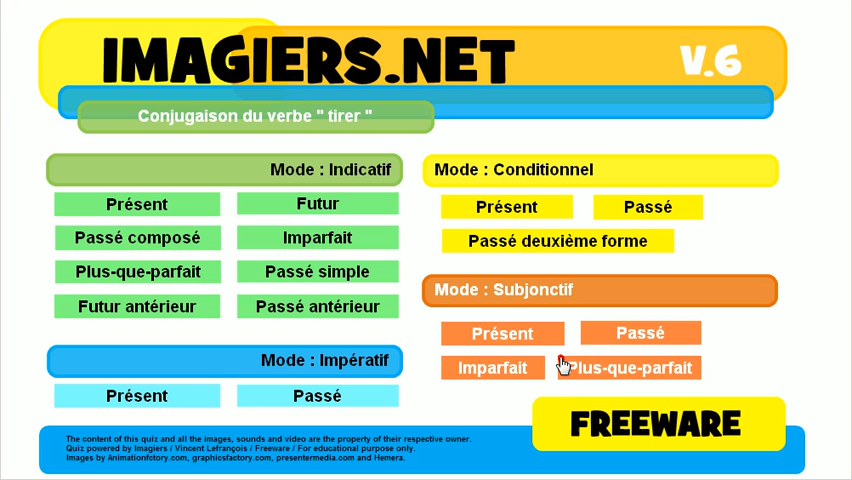 IMAGIERS.NET
V.6
Conjugaison du verbe " tirer "
Mode : Indicatif
Présent
Futur
Passé composé
Imparfait
Plus-que-parfait
Passé simple
Futur antérieur
Passé antérieur
Mode : Impératif
Présent
Passé
Mode : Conditionnel
Présent
Passé
Passé deuxième forme
Mode : Subjonctif
Présent
Passé
Imparfait
Plus-que-parfait
FREEWARE
The content of this quiz and all the images, sounds and video are the property of their respective owner.
Quiz powered by Imagiers / Vincent Lefrançois / Freeware / For educational purpose only.
Images by Animationfctory.com, graphicsfactory.com, presentermedia.com and Hemera.